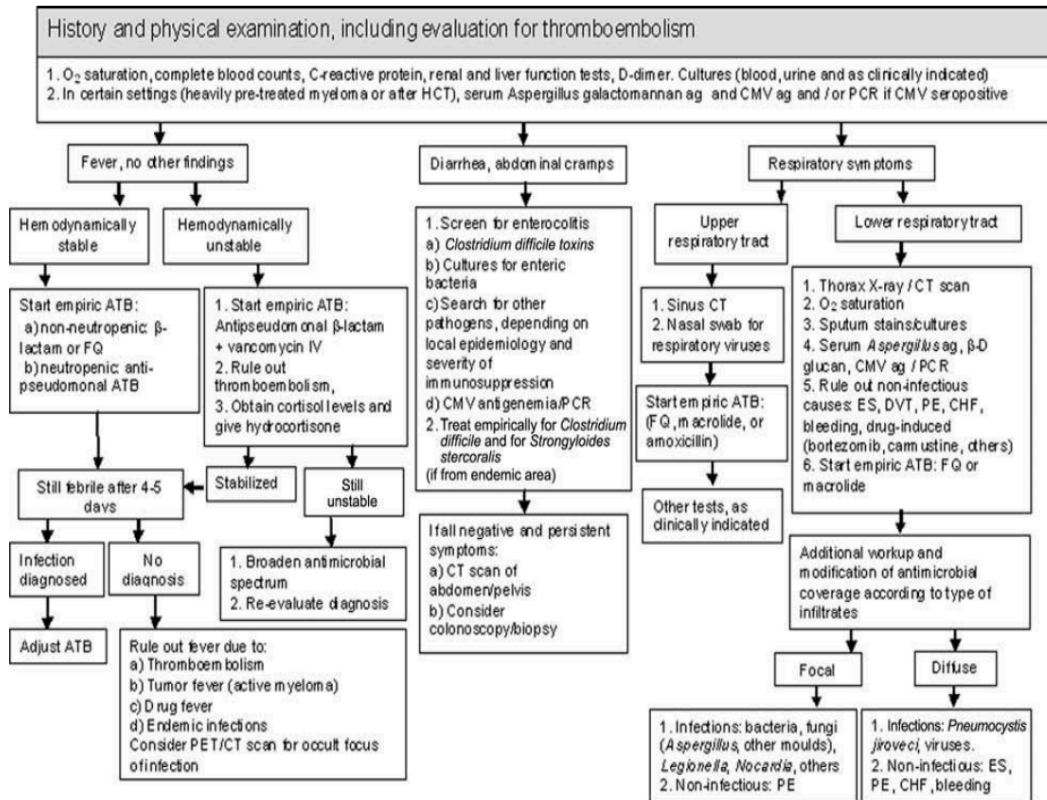 History and physical examination, including evaluation for thromboembolism
1. O₂ saturation, complete blood counts, C-reactive protein, renal and liver function tests, D-dimer. Cultures (blood, urine and as clinically indicated)
2. In certain settings (heavily pre-treated myeloma or after HCT), serum Aspergillus galactomannan ag and CMV ag and / or PCR if CMV seropositive
Fever, no other findings
Hemodynamically
stable
Hemodynamically
unstable
Start empiric ATB:
a) non-neutropenic: β-
lactam or FQ
b) neutropenic: anti-
pseudomonal ATB
1. Start empiric ATB:
Antipseudomonal β-lactam
+ vancomycin IV
2. Rule out
thromboembolism,
3. Obtain cortisol levels and
give hydrocortisone
Still febrile after 4-5
days
Stabilized
Still
unstable
Infection
diagnosed
No
diagnosis
1. Broaden antimicrobial
spectrum
2. Re-evaluate diagnosis
Adjust ATB
Rule out fever due to:
a) Thromboembolism
b) Tumor fever (active myeloma)
c) Drug fever
d) Endemic infections
Consider PET/CT scan for occult focus
of infection
Diarrhea, abdominal cramps
1. Screen for enterocolitis
a) Clostridium difficile toxins
b) Cultures for enteric
bacteria
c) Search for other
pathogens, depending on
local epidemiology and
severity of
immunosuppression
d) CMV antigenemia/PCR
2. Treat empirically for Clostridium
difficile and for Strongyloides
stercoralis
(if from endemic area)
If all negative and persistent
symptoms:
a) CT scan of
abdomen/pelvis
b) Consider
colonoscopy/biopsy
Respiratory symptoms
Upper
respiratory tract
1. Sinus CT
2. Nasal swab for
respiratory viruses
Start empiric ATB:
(FQ, macrolide, or
amoxicillin)
Other tests, as
clinically indicated
Lower respiratory tract
1. Thorax X-ray / CT scan
2. O₂ saturation
3. Sputum stains/cultures
4. Serum Aspergillus ag, β-D
glucan, CMV ag / PCR
5. Rule out non-infectious
causes: ES, DVT, PE, CHF,
bleeding, drug-induced
(bortezomib, carmustine, others)
6. Start empiric ATB: FQ or
macrolide
Additional workup and
modification of antimicrobial
coverage according to type of
infiltrates
Focal
Diffuse
1. Infections: bacteria, fungi
(Aspergillus, other moulds),
Legionella, Nocardia, others
2. Non-infectious: PE
1. Infections: Pneumocystis
jiroveci, viruses.
2. Non-infectious: ES,
PE, CHF, bleeding